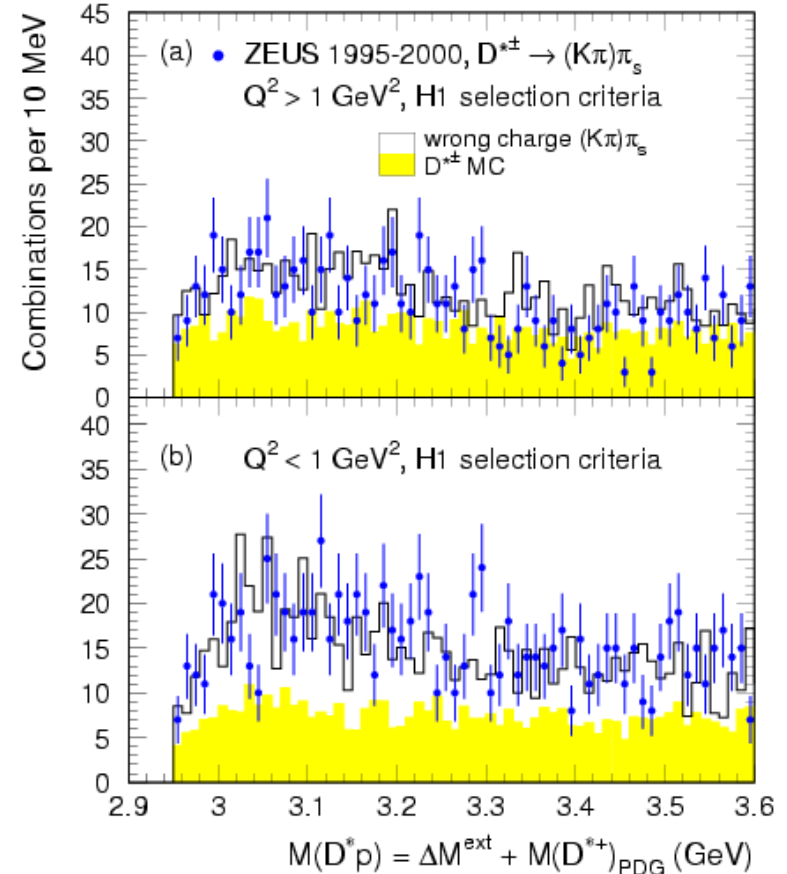 Combinations per 10 MeV
45
40
35
30
25
20
15
10
5
0
(a) ZEUS 1995-2000, D*± → (Kπ)πs
Q² > 1 GeV², H1 selection criteria
wrong charge (Kπ)πs
D*± MC
40
35
30
25
20
15
10
5
0
(b) Q² < 1 GeV², H1 selection criteria
2.9 3 3.1 3.2 3.3 3.4 3.5 3.6
M(D*p) = ΔM^ext + M(D*+)PDG (GeV)